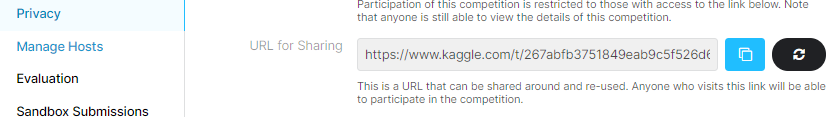 Privacy
Manage Hosts
Evaluation
Sandbox Submissions
Participation of this competition is restricted to those with access to the link below. Note
that anyone is still able to view the details of this competition.
URL for Sharing
https://www.kaggle.com/t/267abfb3751849eab9c5f526d6
This is a URL that can be shared around and re-used. Anyone who visits this link will be able
to participate in the competition.